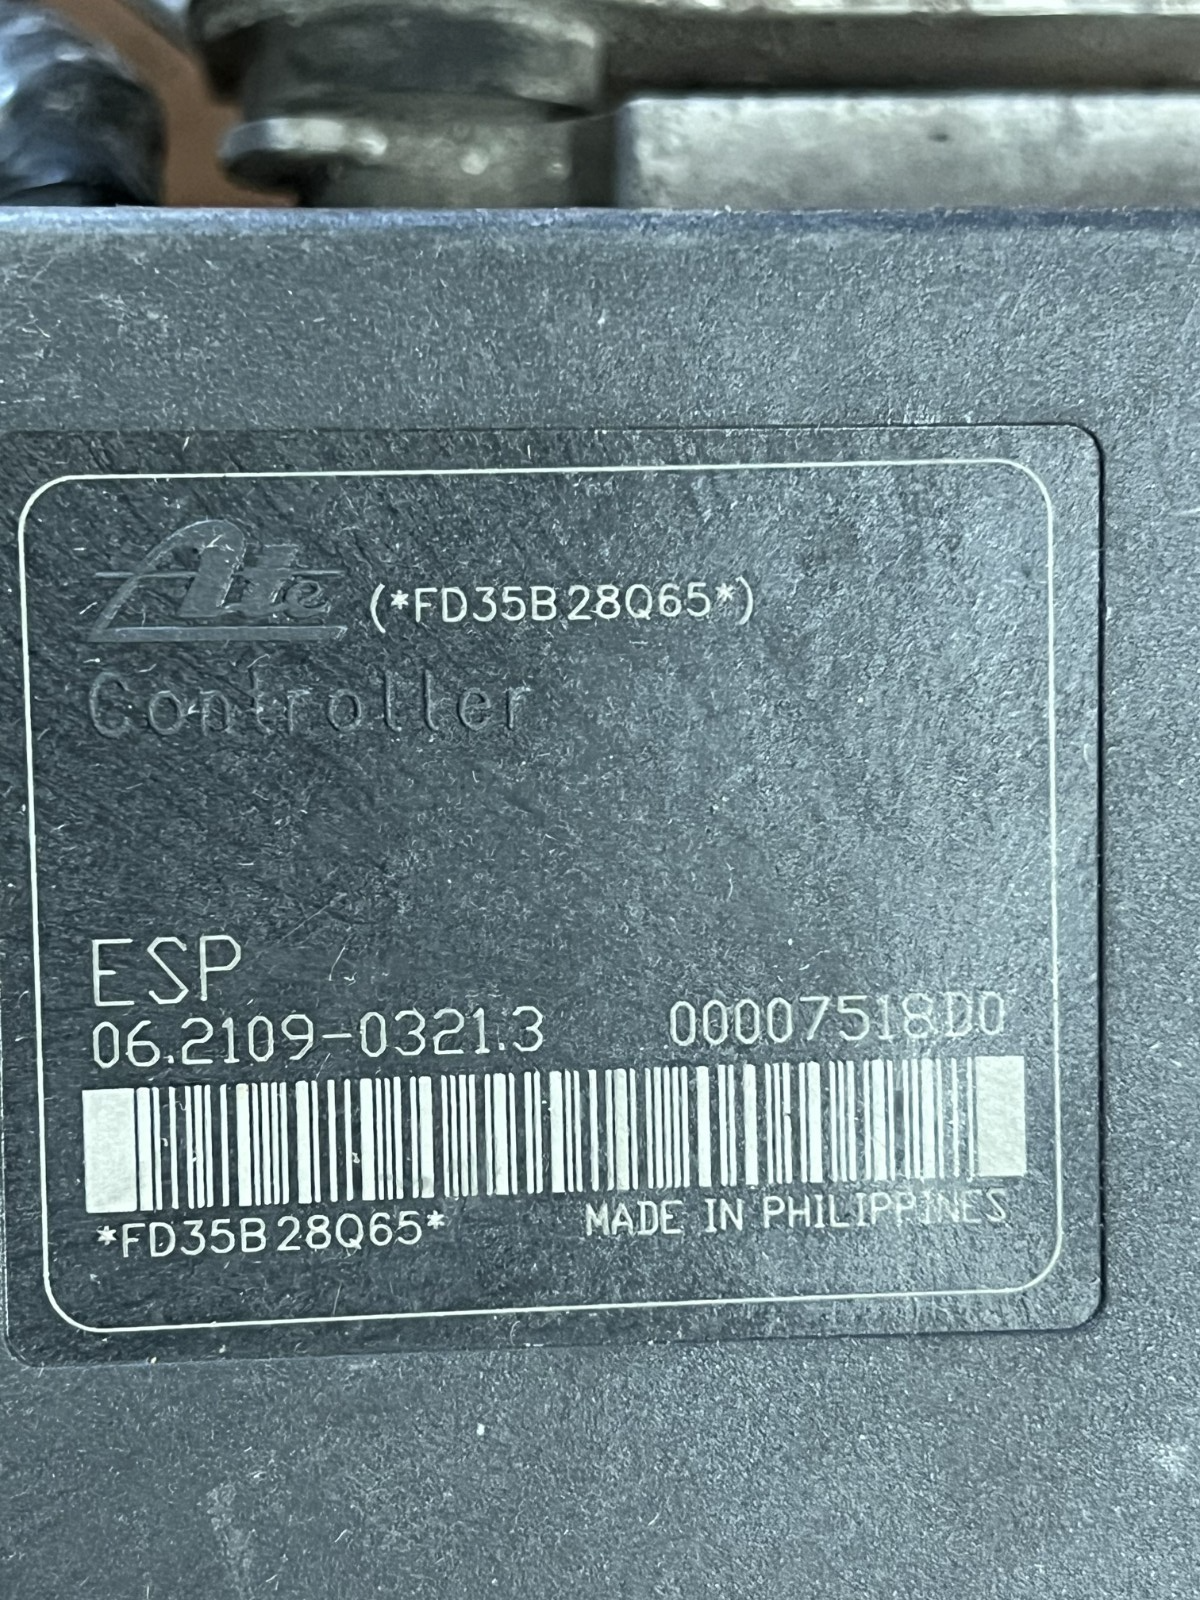 Ate (*FD35B28Q65*)
Controller
ESP
06.2109-0321.3 00007518D0
*FD35B28Q65* MADE IN PHILIPPINES